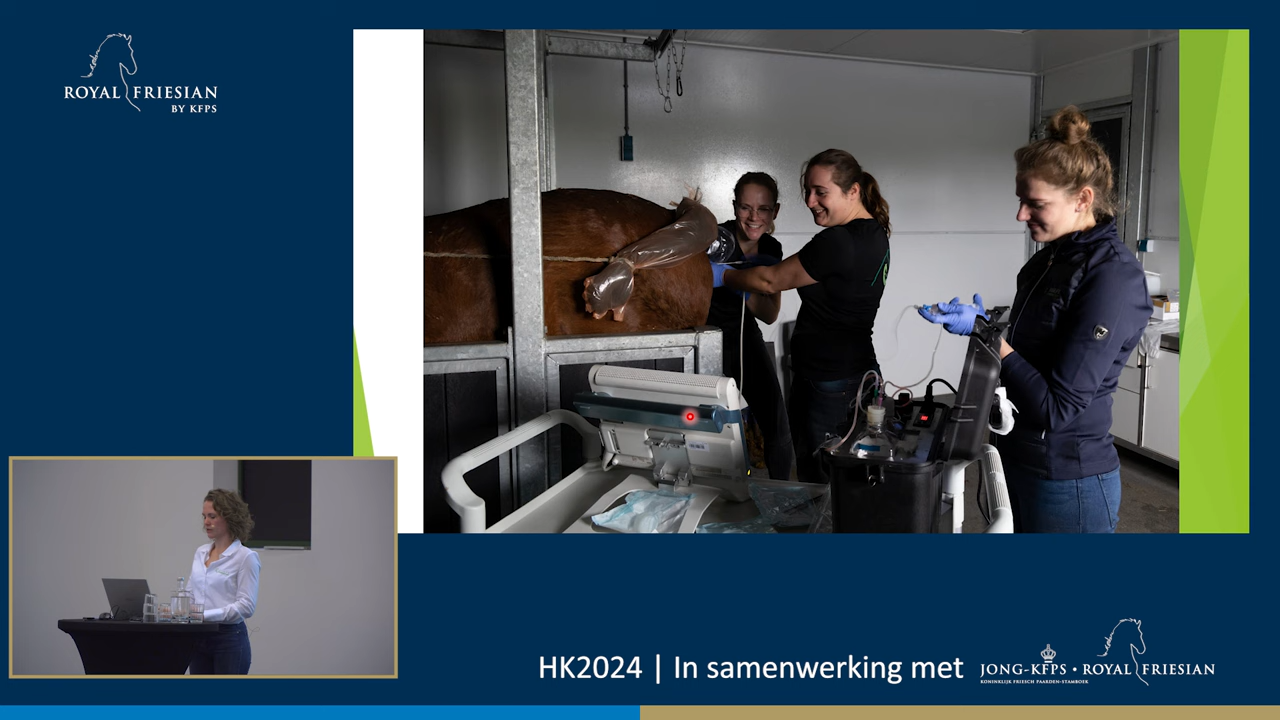 ROYAL FRIESIAN
BY KFPS
HK2024 | In samenwerking met
JONG-KFPS • ROYAL FRIESIAN
KONINKLIJK FRIESCH PAARDEN-STAMBOEK